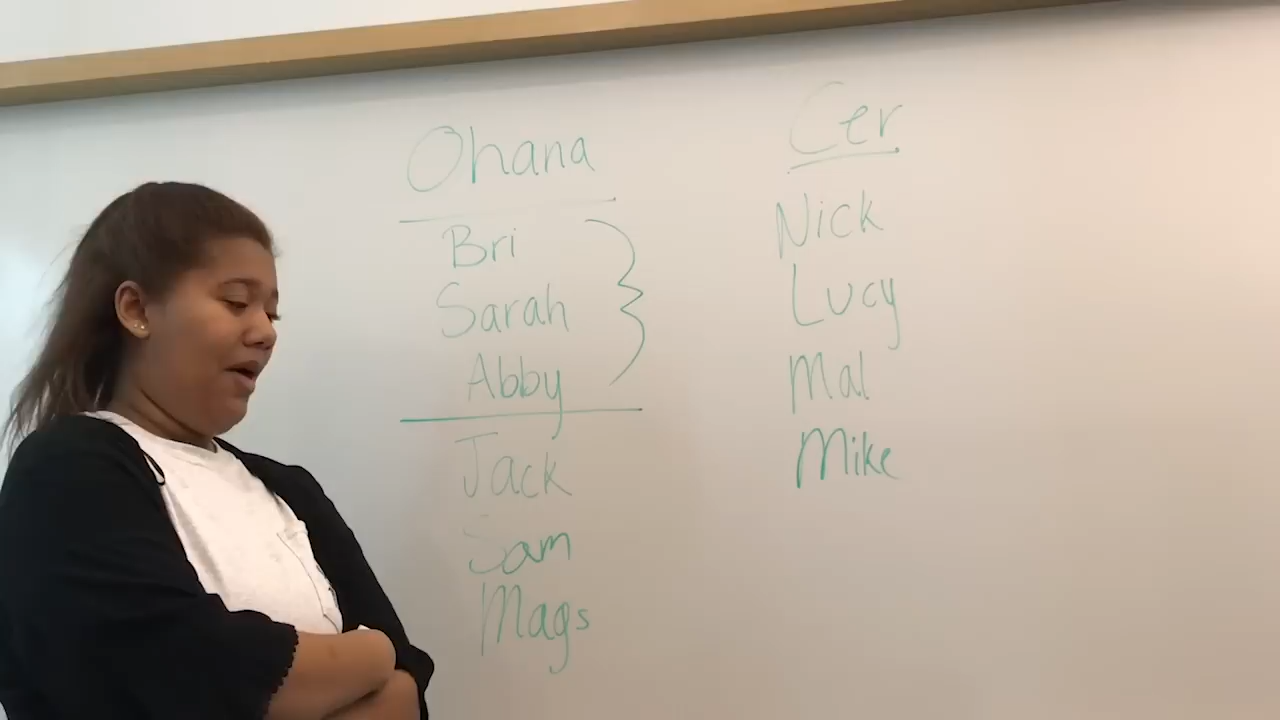 Ohana
Bri
Sarah
Abby
Jack
Sam
Mags
Cer
Nick
Lucy
Mal
Mike